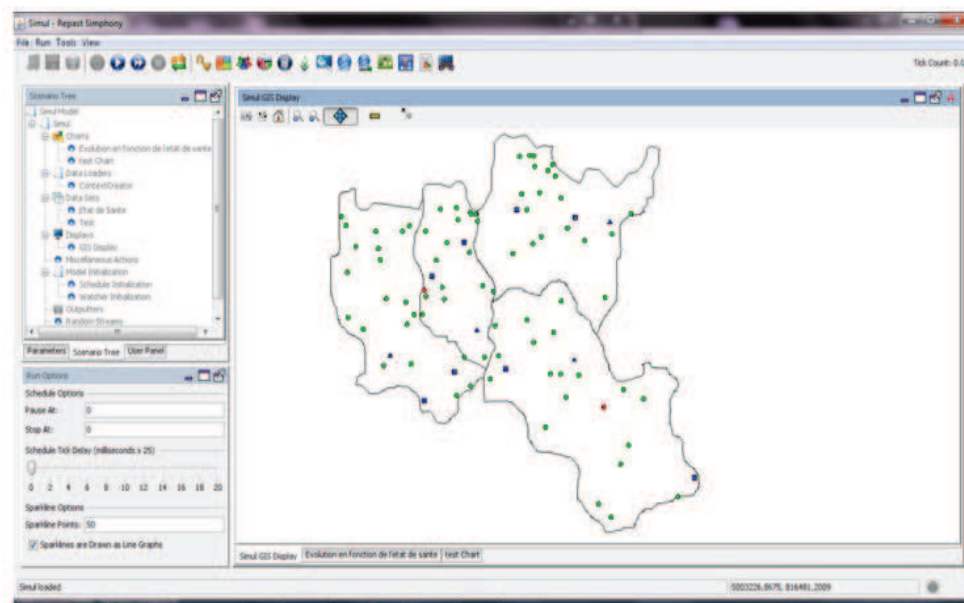 Simul - Repast Simphony
File Run Tools View
Tick Count: 0.0
Scenario Tree
Simul Model
Simul
Charts
Evolution en fonction de l'etat de sante
test Chart
Data Loaders
ContextCreator
Data Sets
Etat de Sante
Test
Displays
GIS Display
Miscellaneous Actions
Model Initialization
Schedule Initialization
Watcher Initialization
Outputters
Random Streams
Parameters Scenario Tree User Panel
Run Options
Schedule Options
Pause At: 0
Stop At: 0
Schedule Tick Delay (milliseconds x 25)
0 2 4 6 8 10 12 14 16 18 20
Sparkline Options
Sparkline Points: 50
Sparklines are Drawn as Line Graphs
Simul GIS Display
Simul GIS Display Evolution en fonction de l'etat de sante test Chart
Simul loaded
5003226,8675, 816481,2009